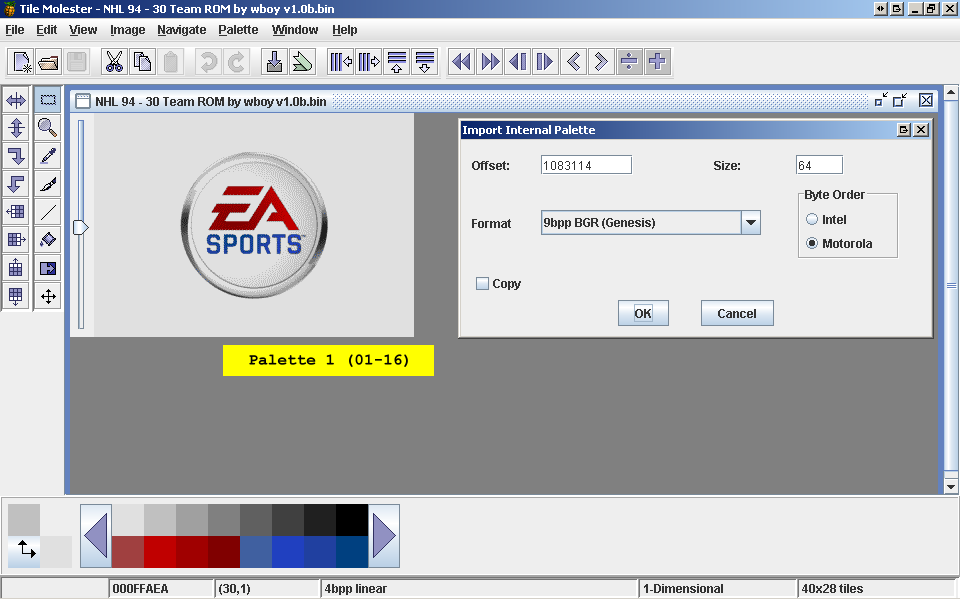 Tile Molester - NHL 94 - 30 Team ROM by wboy v1.0b.bin
File Edit View Image Navigate Palette Window Help
NHL 94 - 30 Team ROM by wboy v1.0b.bin
EA
SPORTS™
Palette 1 (01-16)
Import Internal Palette
Offset: 1083114 Size: 64
Byte Order
Format 9bpp BGR (Genesis) Intel
Motorola
Copy
OK Cancel
000FFAEA (30,1) 4bpp linear 1-Dimensional 40x28 tiles